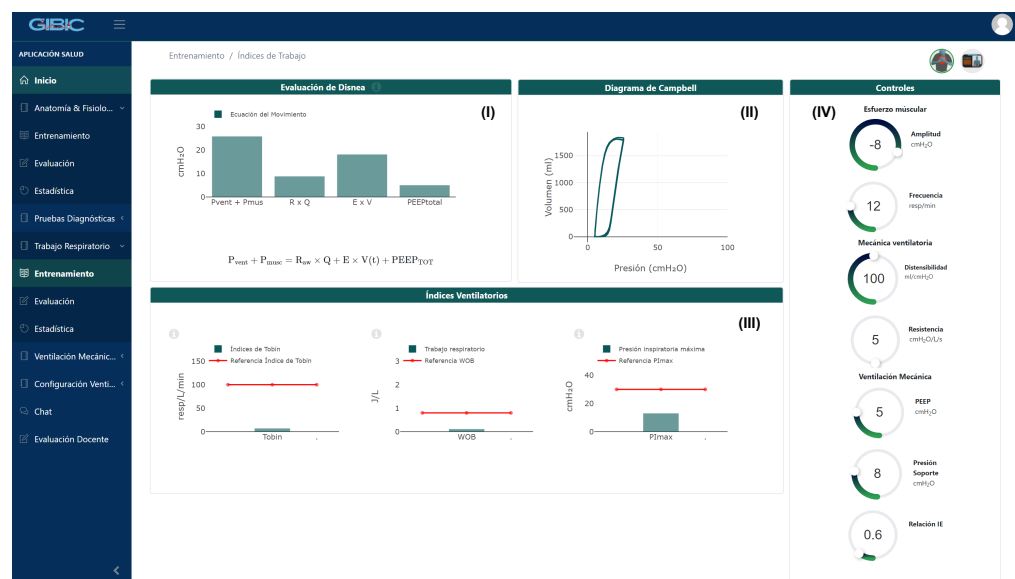 GIBIC
APLICACIÓN SALUD
Inicio
Anatomía & Fisiolo...
Entrenamiento
Evaluación
Estadística
Pruebas Diagnósticas
Trabajo Respiratorio
Entrenamiento
Evaluación
Estadística
Ventilación Mecánic...
Configuración Venti...
Chat
Evaluación Docente
Entrenamiento / Índices de Trabajo
Evaluación de Disnea
(I)
Ecuación del Movimiento
cmH₂O
30
20
10
0
Pvent + Pmus R x Q E x V PEEPtotal
P_vent + P_musc = R_aw × Q + E × V(t) + PEEP_TOT
Diagrama de Campbell
(II)
Volumen (ml)
1500
1000
500
0
0 50 100
Presión (cmH₂O)
Índices Ventilatorios
(III)
Índices de Tobin
Referencia Índice de Tobin
resp/L/min
150
100
50
0
Tobin .
Trabajo respiratorio
Referencia WOB
J/L
3
2
1
0
WOB .
Presión inspiratoria máxima
Referencia PImax
cmH₂O
40
20
0
PImax .
Controles
(IV)
Esfuerzo múscular
-8
Amplitud
cmH₂O
12
Frecuencia
resp/min
Mecánica ventilatoria
100
Distensibilidad
ml/cmH₂O
5
Resistencia
cmH₂O/L/s
Ventilación Mecánica
5
PEEP
cmH₂O
8
Presión
Soporte
cmH₂O
0.6
Relación IE